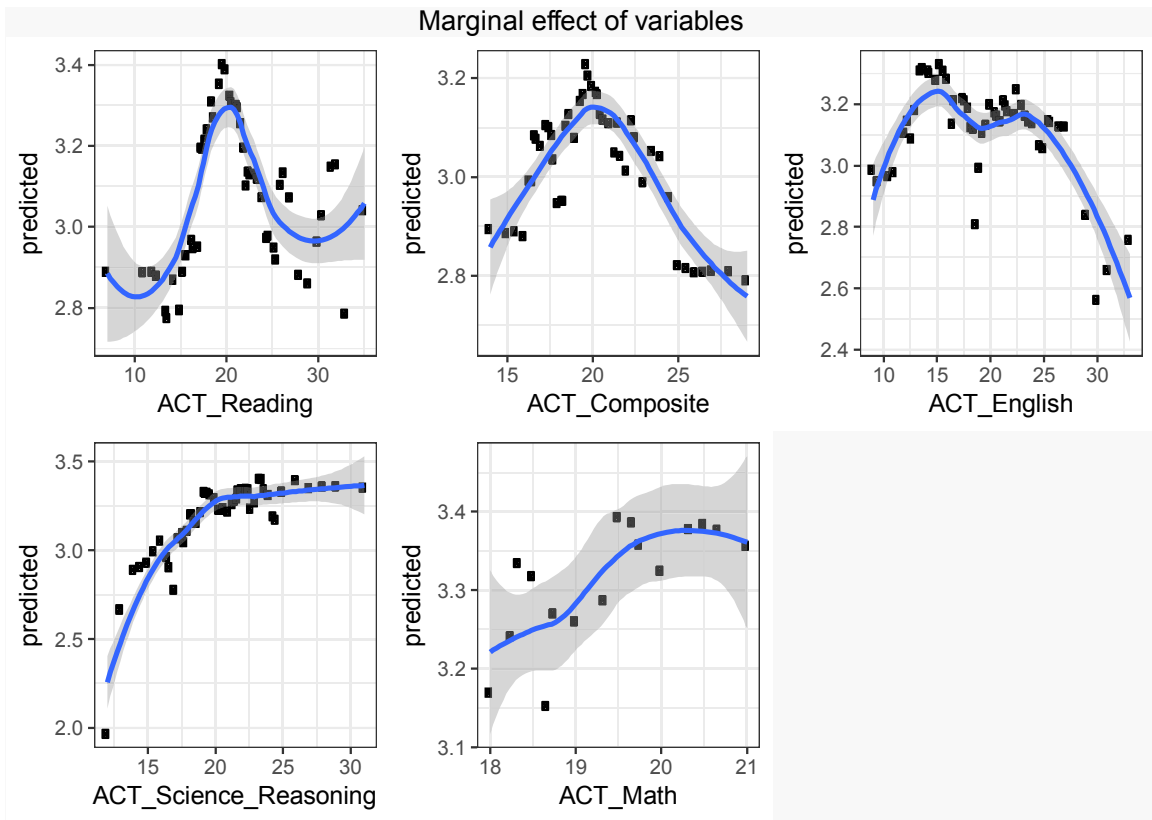 Marginal effect of variables
3.4
3.2
3.0
2.8
predicted
10 20 30
ACT_Reading
3.2
3.0
2.8
predicted
15 20 25
ACT_Composite
3.2
3.0
2.8
2.6
2.4
predicted
10 15 20 25 30
ACT_English
3.5
3.0
2.5
2.0
predicted
15 20 25 30
ACT_Science_Reasoning
3.4
3.3
3.2
3.1
predicted
18 19 20 21
ACT_Math